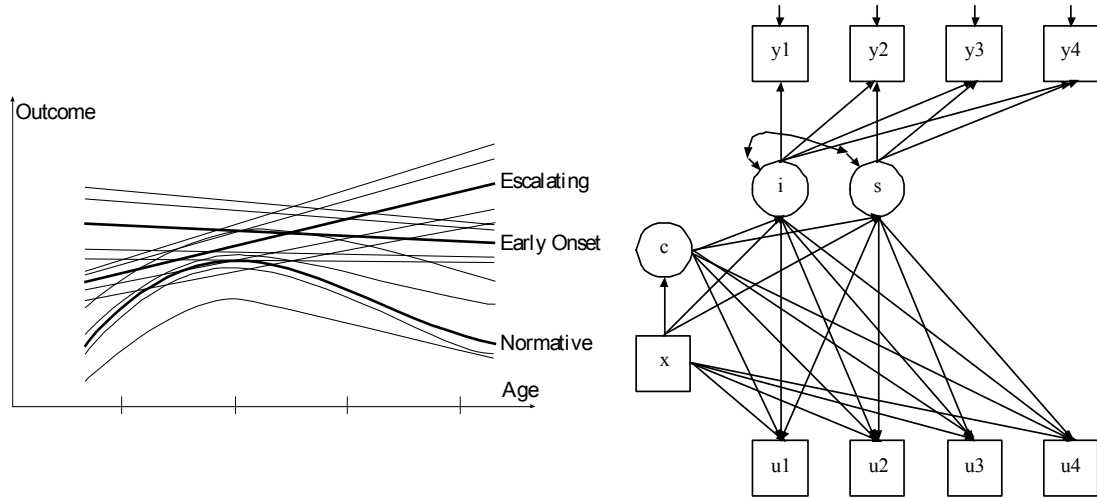 Outcome
Escalating
Early Onset
Normative
Age
y1 y2 y3 y4
i s
c
x
u1 u2 u3 u4